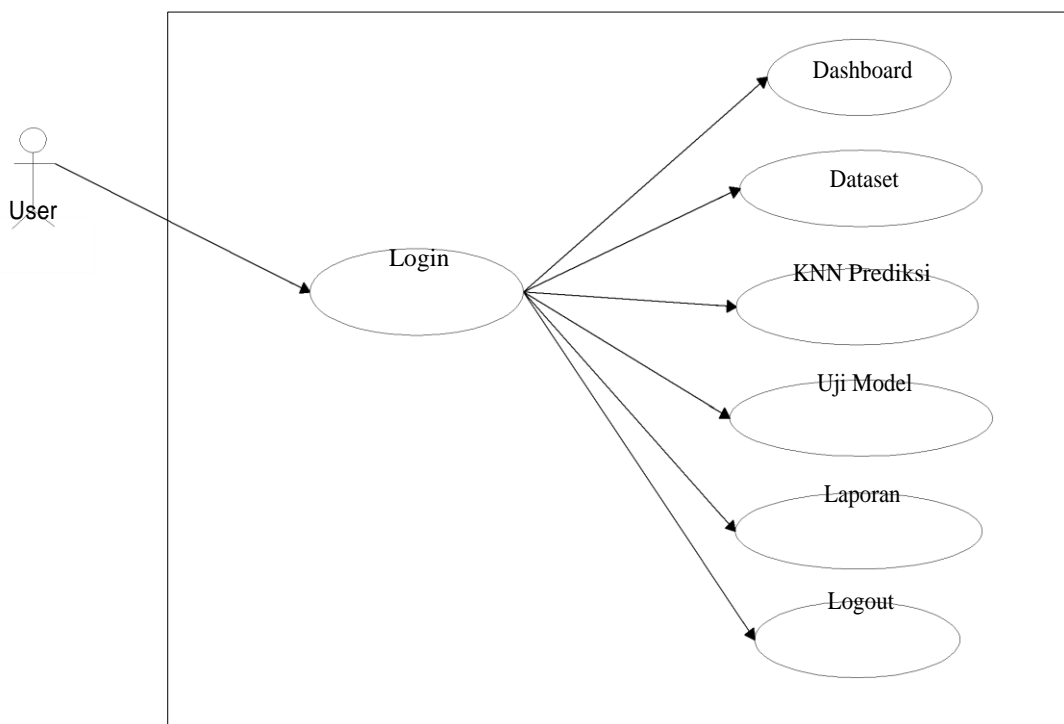 Dashboard
Dataset
User
Login
KNN Prediksi
Uji Model
Laporan
Logout